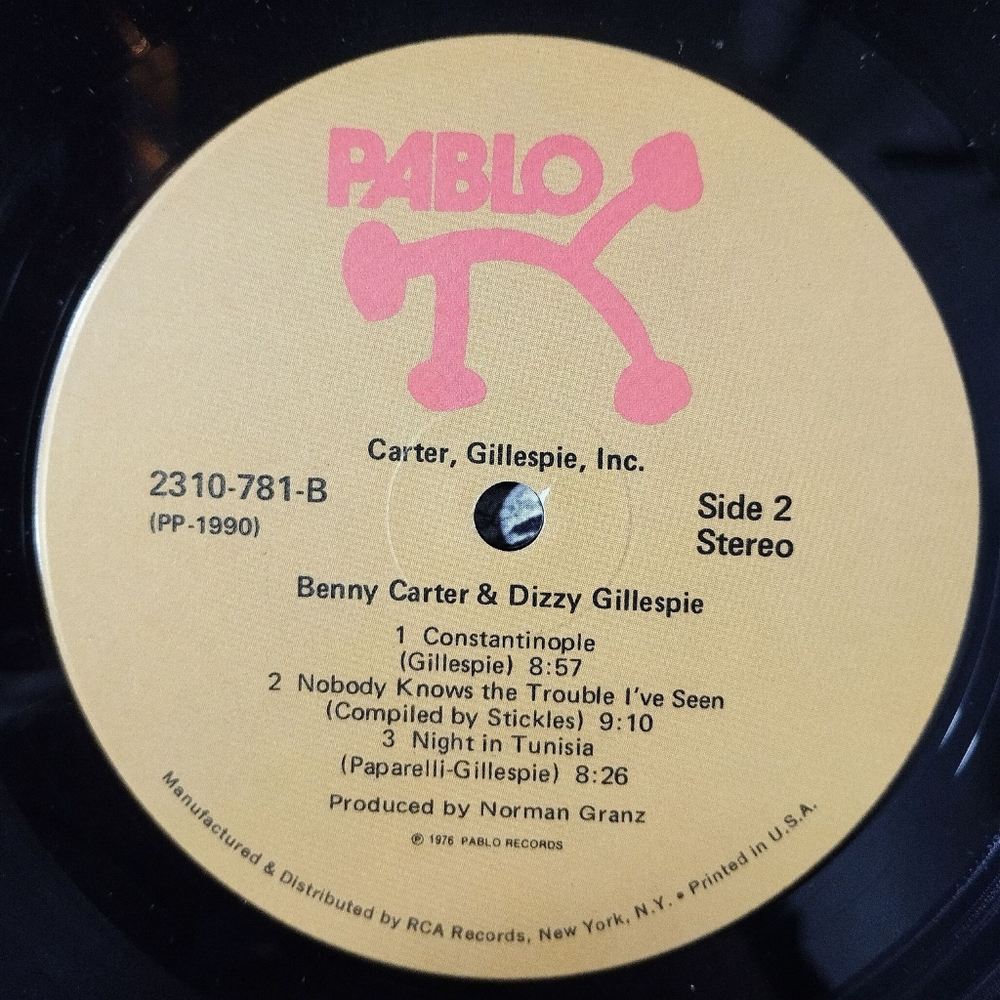 PABLO
Carter, Gillespie, Inc.
2310-781-B
(PP-1990)
Side 2
Stereo
Benny Carter & Dizzy Gillespie
1 Constantinople
(Gillespie) 8:57
2 Nobody Knows the Trouble I've Seen
(Compiled by Stickles) 9:10
3 Night in Tunisia
(Paparelli-Gillespie) 8:26
Produced by Norman Granz
℗ 1976 PABLO RECORDS
Manufactured & Distributed by RCA Records, New York, N.Y. • Printed in U.S.A.